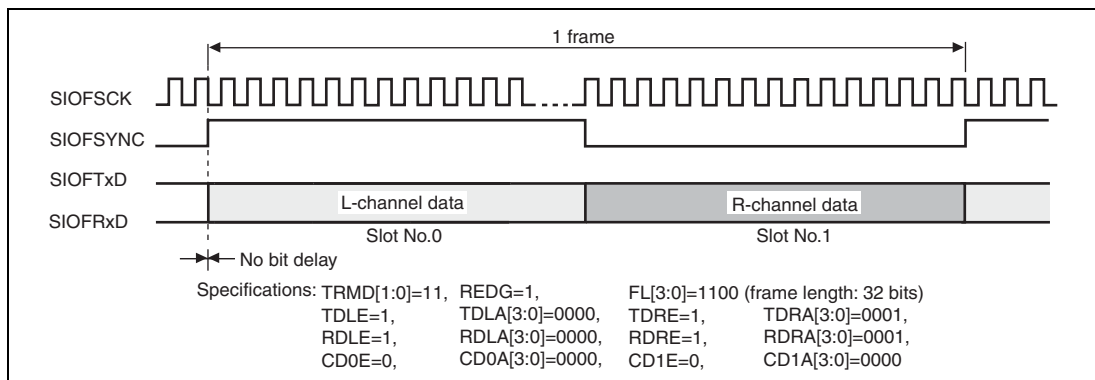 1 frame
SIOFSCK
SIOFSYNC
SIOFTxD
L-channel data
R-channel data
SIOFRxD
Slot No.0
Slot No.1
No bit delay
Specifications: TRMD[1:0]=11, REDG=1, FL[3:0]=1100 (frame length: 32 bits)
TDLE=1, TDLA[3:0]=0000, TDRE=1, TDRA[3:0]=0001,
RDLE=1, RDLA[3:0]=0000, RDRE=1, RDRA[3:0]=0001,
CD0E=0, CD0A[3:0]=0000, CD1E=0, CD1A[3:0]=0000